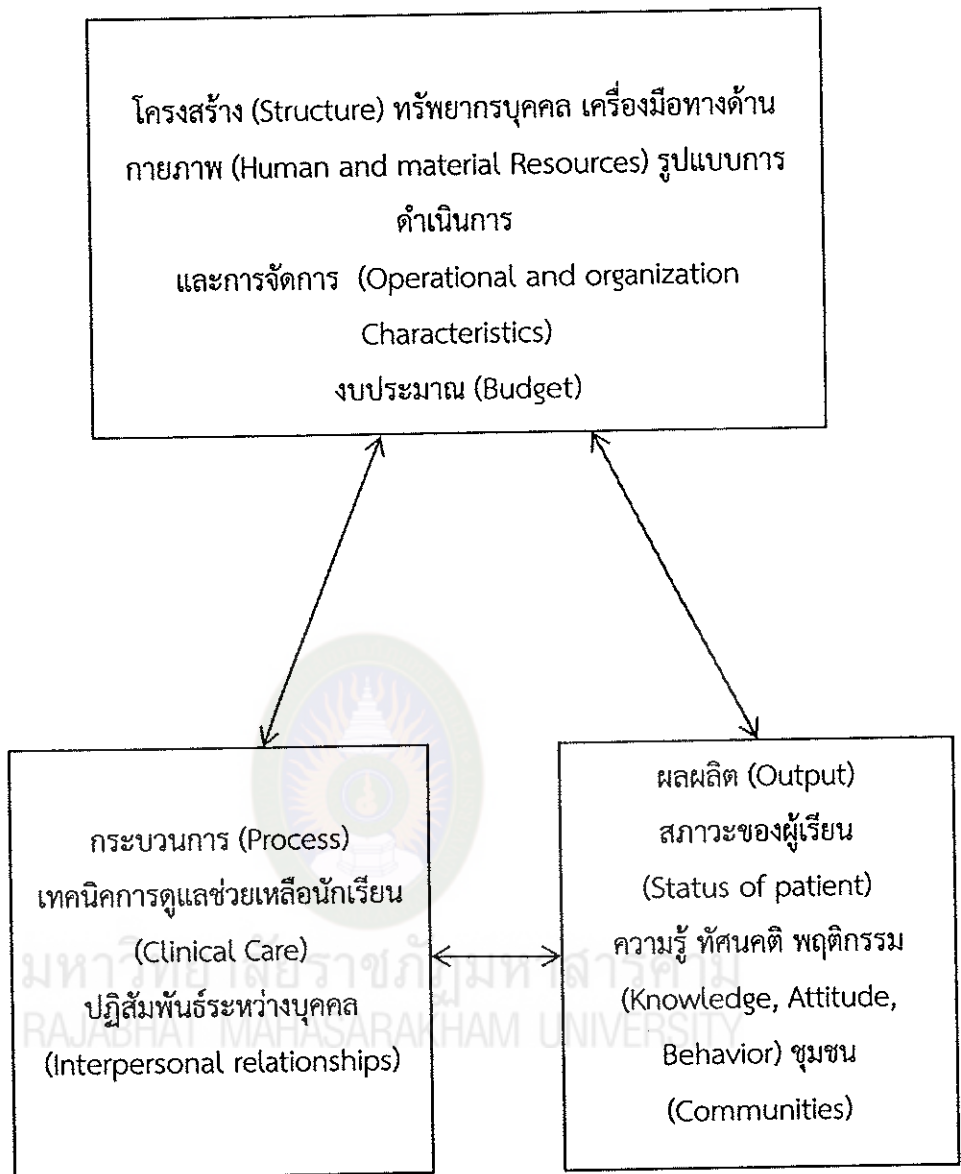 โครงสร้าง (Structure) ทรัพยากรบุคคล เครื่องมือทางด้าน
กายภาพ (Human and material Resources) รูปแบบการ
ดำเนินการ
และการจัดการ (Operational and organization
Characteristics)
งบประมาณ (Budget)
กระบวนการ (Process)
เทคนิคการดูแลช่วยเหลือนักเรียน
(Clinical Care)
ปฏิสัมพันธ์ระหว่างบุคคล
(Interpersonal relationships)
ผลผลิต (Output)
สภาวะของผู้เรียน
(Status of patient)
ความรู้ ทัศนคติ พฤติกรรม
(Knowledge, Attitude,
Behavior) ชุมชน
(Communities)
มหาวิทยาลัยราชภัฏมหาสารคาม
RAJABHAT MAHASARAKHAM UNIVERSITY